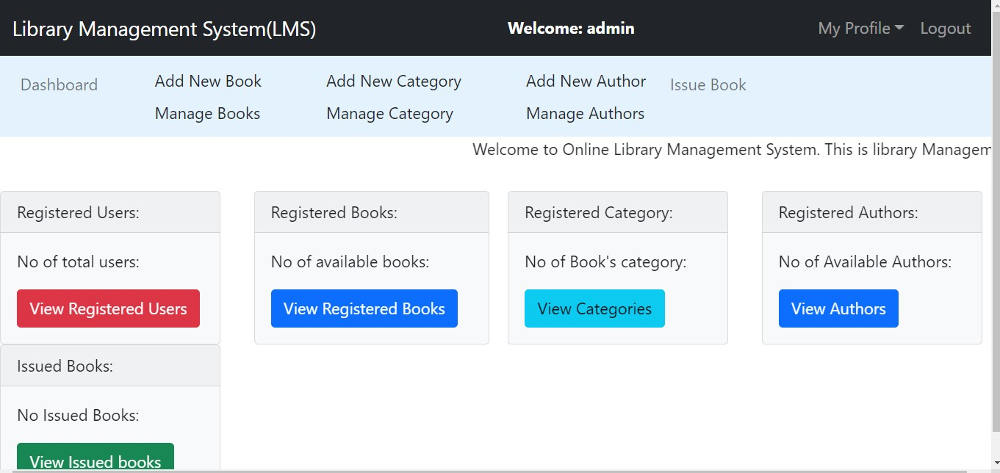 Library Management System(LMS)
Welcome: admin
My Profile
Logout
Dashboard
Add New Book
Manage Books
Add New Category
Manage Category
Add New Author
Manage Authors
Issue Book
Welcome to Online Library Management System. This is library Managem
Registered Users:
No of total users:
View Registered Users
Registered Books:
No of available books:
View Registered Books
Registered Category:
No of Book's category:
View Categories
Registered Authors:
No of Available Authors:
View Authors
Issued Books:
No Issued Books:
View Issued books